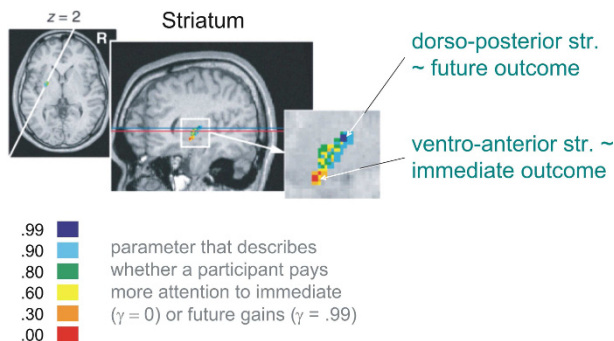 Striatum
z = 2
R
dorso-posterior str.
~ future outcome
ventro-anterior str. ~
immediate outcome
.99
.90
.80
.60
.30
.00
parameter that describes
whether a participant pays
more attention to immediate
(γ = 0) or future gains (γ = .99)